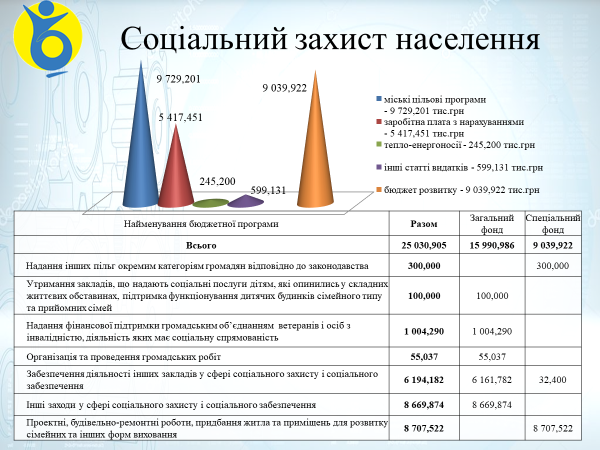 Соціальний захист населення
9 729,201
5 417,451
245,200
599,131
9 039,922
міські цільові програми
- 9 729,201 тис.грн
заробітна плата з нарахуваннями
- 5 417,451 тис.грн
тепло-енергоносії - 245,200 тис.грн
інші статті видатків - 599,131 тис.грн
бюджет розвитку - 9 039,922 тис.грн
Найменування бюджетної програми Разом Загальний фонд Спеціальний фонд
Всього 25 030,905 15 990,986 9 039,922
Надання інших пільг окремим категоріям громадян відповідно до законодавства 300,000 300,000
Утримання закладів, що надають соціальні послуги дітям, які опинились у складних
життєвих обставинах, підтримка функціонування дитячих будинків сімейного типу 100,000 100,000
та прийомних сімей
Надання фінансової підтримки громадським об’єднанням ветеранів і осіб з 1 004,290 1 004,290
інвалідністю, діяльність яких має соціальну спрямованість
Організація та проведення громадських робіт 55,037 55,037
Забезпечення діяльності інших закладів у сфері соціального захисту і соціального 6 194,182 6 161,782 32,400
забезпечення
Інші заходи у сфері соціального захисту і соціального забезпечення 8 669,874 8 669,874
Проектні, будівельно-ремонтні роботи, придбання житла та приміщень для розвитку 8 707,522 8 707,522
сімейних та інших форм виховання